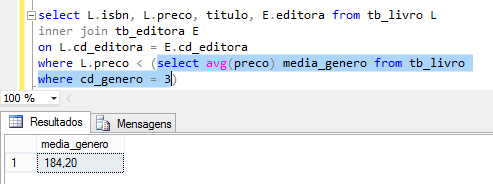 select L.isbn, L.preco, titulo, E.editora from tb_livro L
inner join tb_editora E
on L.cd_editora = E.cd_editora
where L.preco < (select avg(preco) media_genero from tb_livro
where cd_genero = 3)
100 %
Resultados Mensagens
media_genero
1 184,20